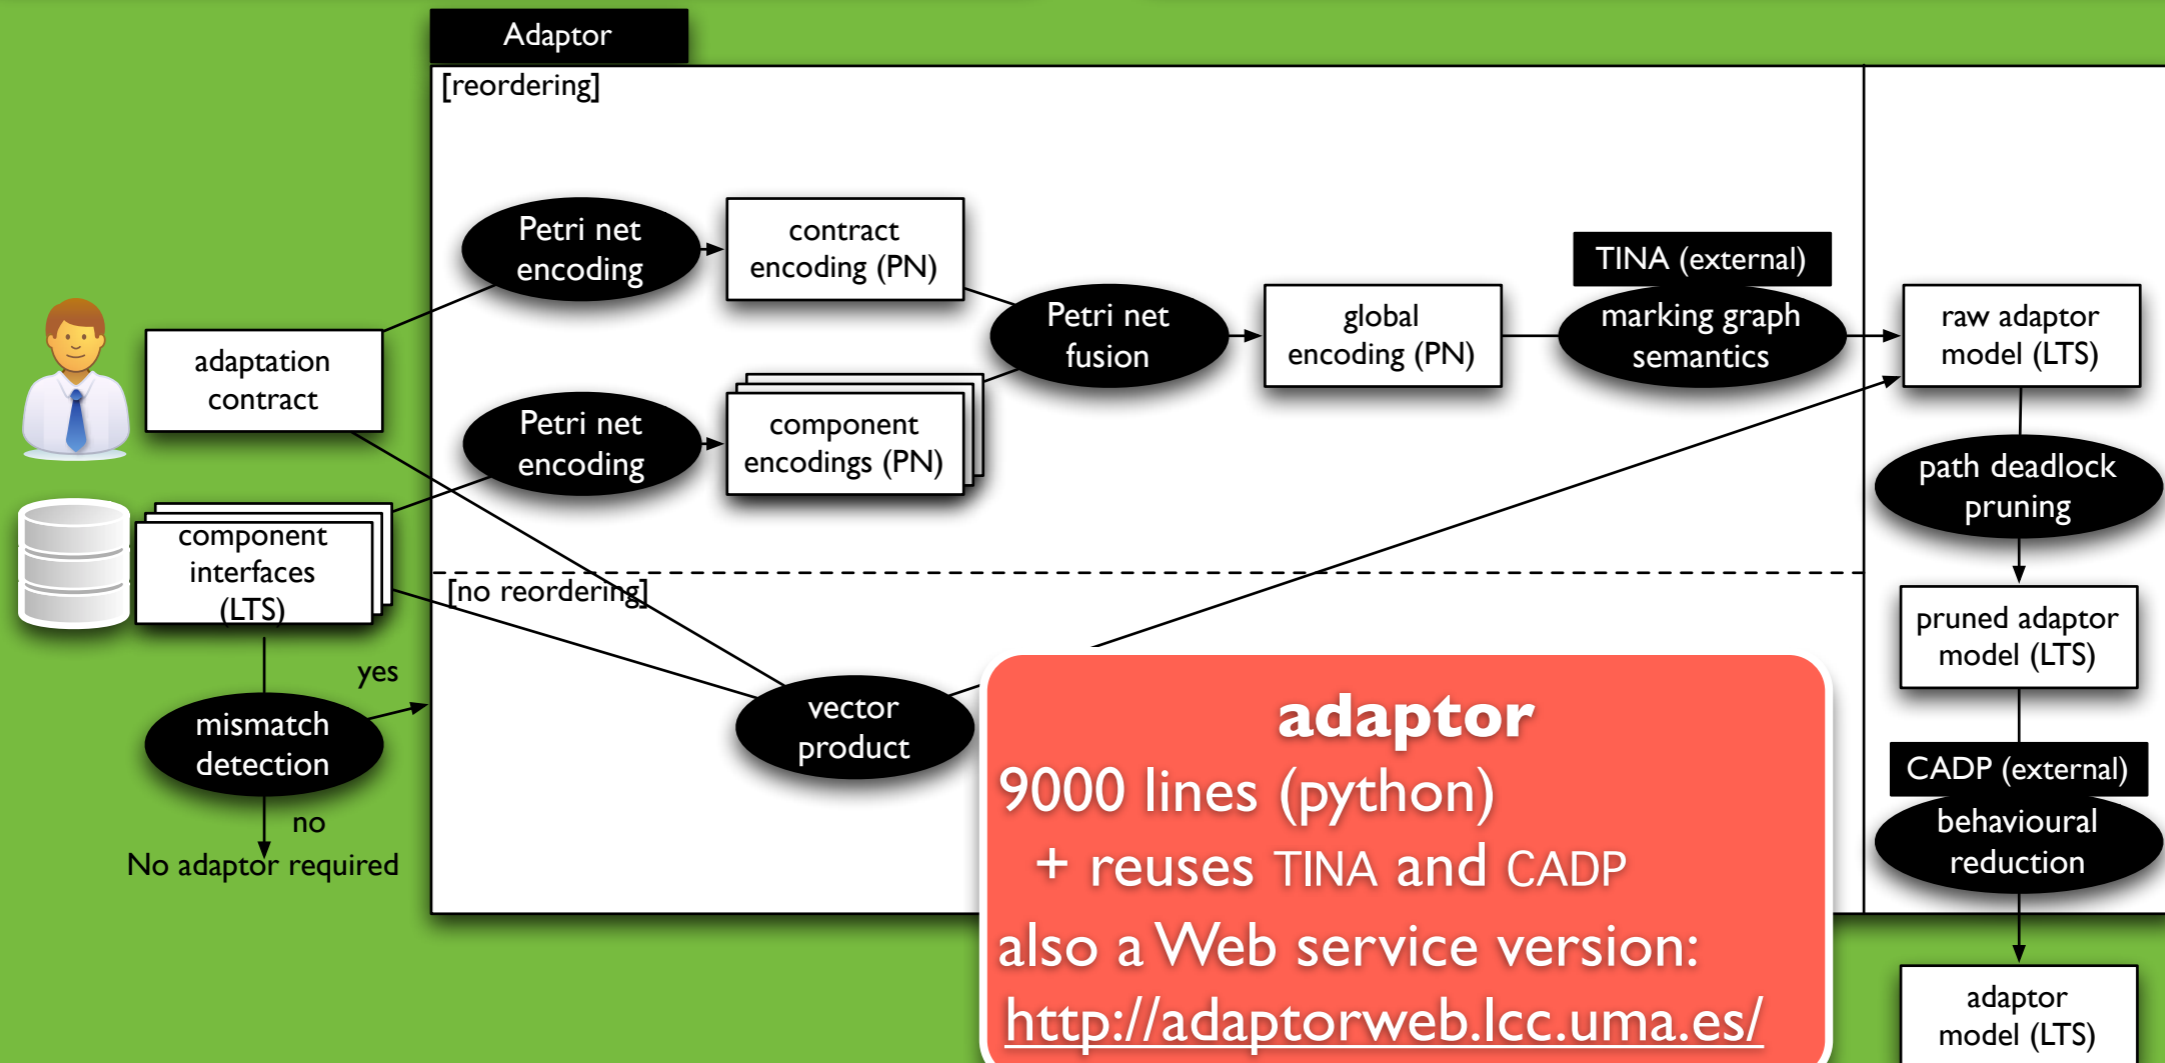 Adaptor
[reordering]
Petri net
encoding
contract
encoding (PN)
TINA (external)
adaptation
contract
Petri net
fusion
global
encoding (PN)
marking graph
semantics
raw adaptor
model (LTS)
Petri net
encoding
component
encodings (PN)
path deadlock
pruning
component
interfaces
(LTS)
[no reordering]
pruned adaptor
model (LTS)
yes
mismatch
detection
vector
product
CADP (external)
behavioural
reduction
no
No adaptor required
adaptor
9000 lines (python)
+ reuses TINA and CADP
also a Web service version:
http://adaptorweb.lcc.uma.es/
adaptor
model (LTS)